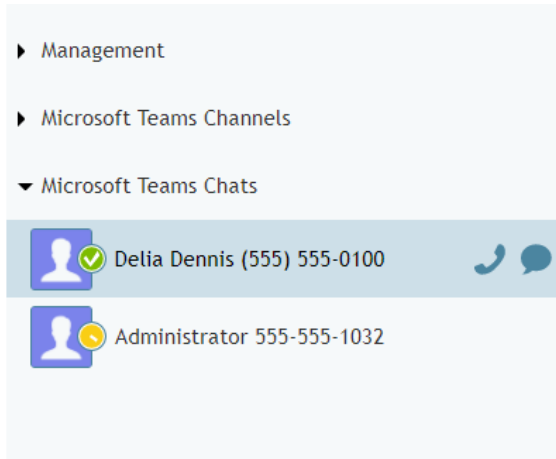 Management
Microsoft Teams Channels
Microsoft Teams Chats
Delia Dennis (555) 555-0100
Administrator 555-555-1032